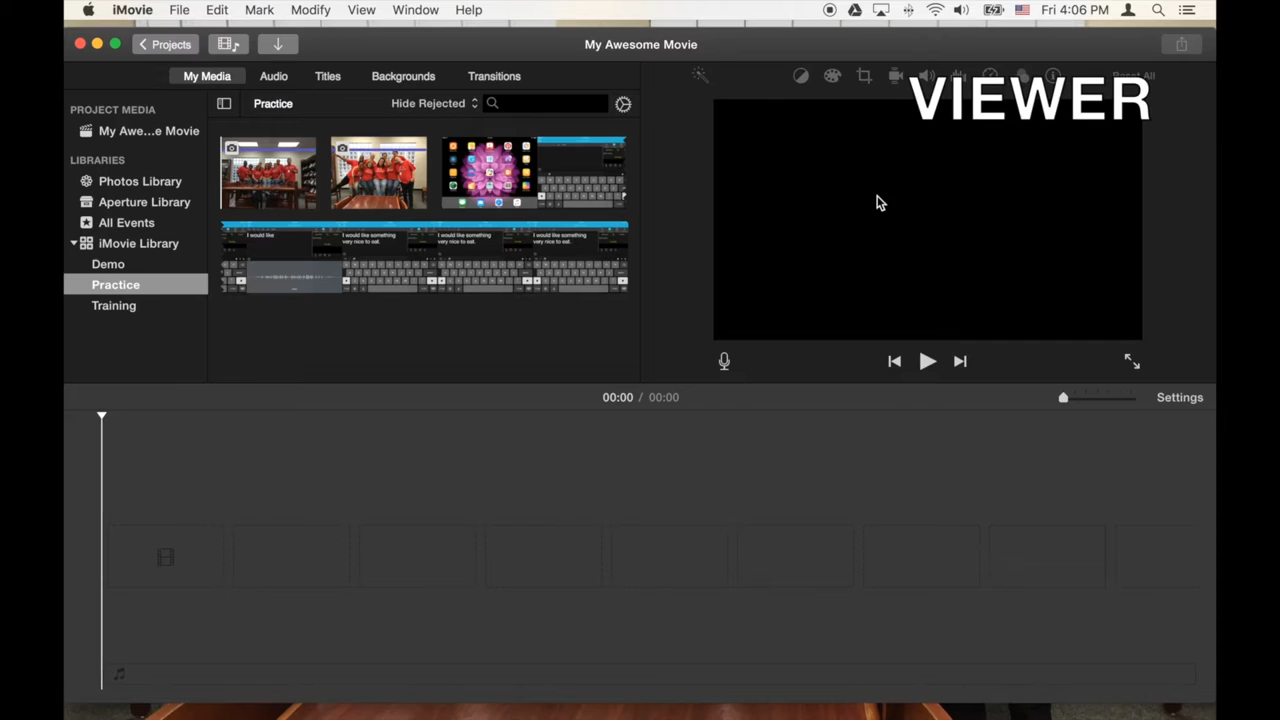 iMovie File Edit Mark Modify View Window Help Fri 4:06 PM
Projects My Awesome Movie
My Media Audio Titles Backgrounds Transitions
VIEWER
PROJECT MEDIA
My Awe...e Movie
LIBRARIES
Photos Library
Aperture Library
All Events
iMovie Library
Demo
Practice
Training
Practice Hide Rejected
I would like
I would like something
very nice to eat.
I would like something
very nice to eat.
I would like something
very nice to eat.
00:00 / 00:00 Settings